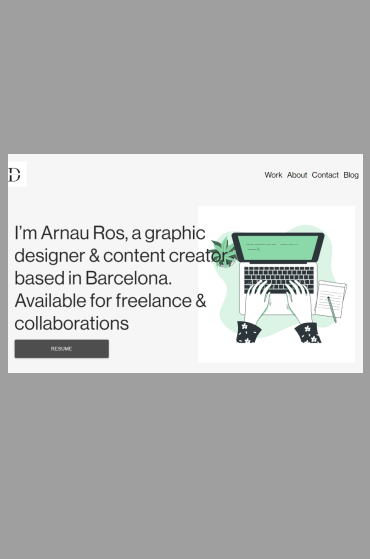 D
Work About Contact Blog
I'm Arnau Ros, a graphic
designer & content creator
based in Barcelona.
Available for freelance &
collaborations
RESUME